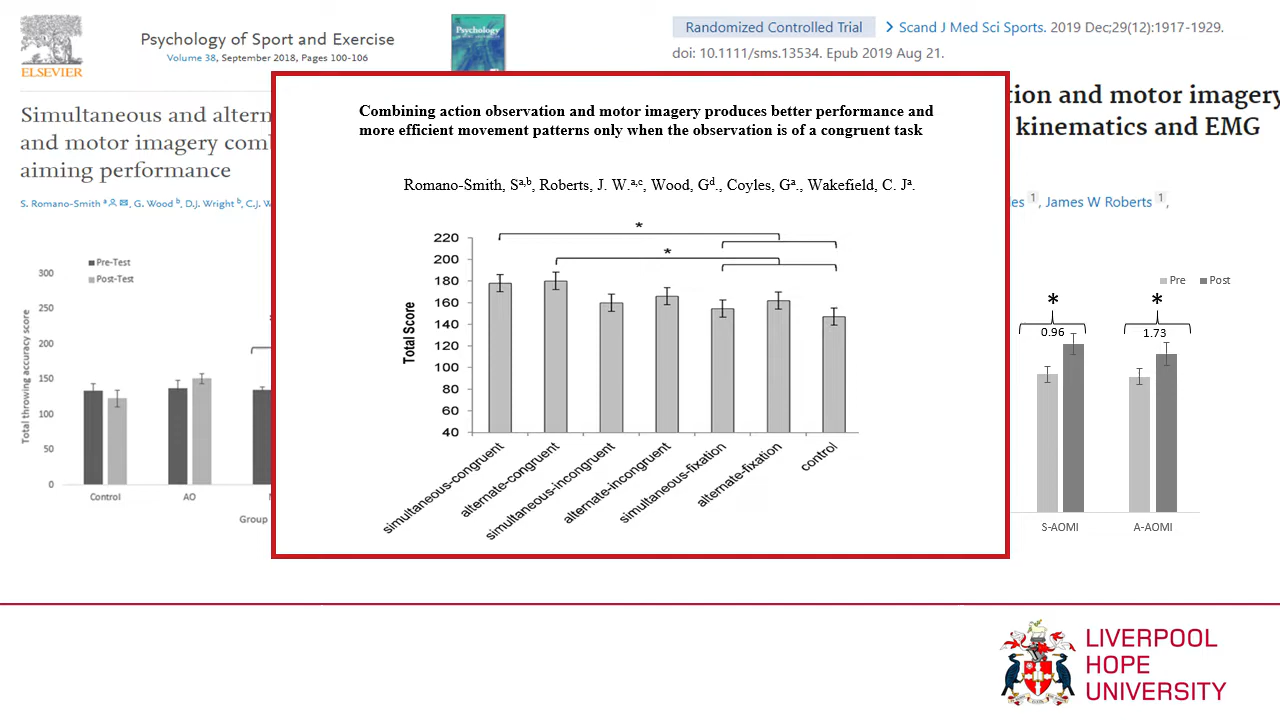 ELSEVIER
Psychology of Sport and Exercise
Volume 38, September 2018, Pages 100-106
Psychology
Randomized Controlled Trial
Scand J Med Sci Sports. 2019 Dec;29(12):1917-1929.
doi: 10.1111/sms.13534. Epub 2019 Aug 21.
Simultaneous and altern
and motor imagery com
aiming performance
S. Romano-Smith a, G. Wood b, D.J. Wright b, C.J. W
tion and motor imagery
kinematics and EMG
es 1, James W Roberts 1,
Combining action observation and motor imagery produces better performance and
more efficient movement patterns only when the observation is of a congruent task
Romano-Smith, Sa,b, Roberts, J. W.a,c, Wood, Gd., Coyles, Ga., Wakefield, C. Ja.
Total Score
220
200
180
160
140
120
100
80
60
40
*
*
simultaneous-congruent
alternate-congruent
simultaneous-incongruent
alternate-incongruent
simultaneous-fixation
alternate-fixation
control
Pre-Test
Post-Test
Total throwing accuracy score
300
250
200
150
100
50
0
Control
AO
Group
Pre
Post
*
0.96
*
1.73
S-AOMI
A-AOMI
LIVERPOOL
HOPE
UNIVERSITY